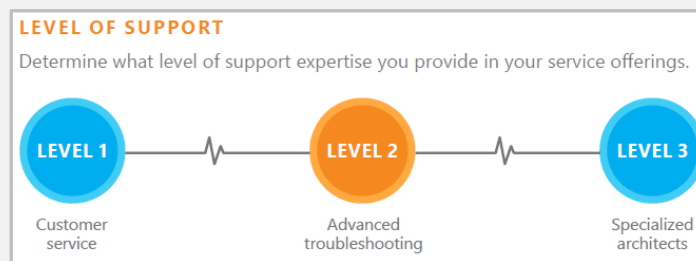 LEVEL OF SUPPORT
Determine what level of support expertise you provide in your service offerings.
LEVEL 1
LEVEL 2
LEVEL 3
Customer
service
Advanced
troubleshooting
Specialized
architects